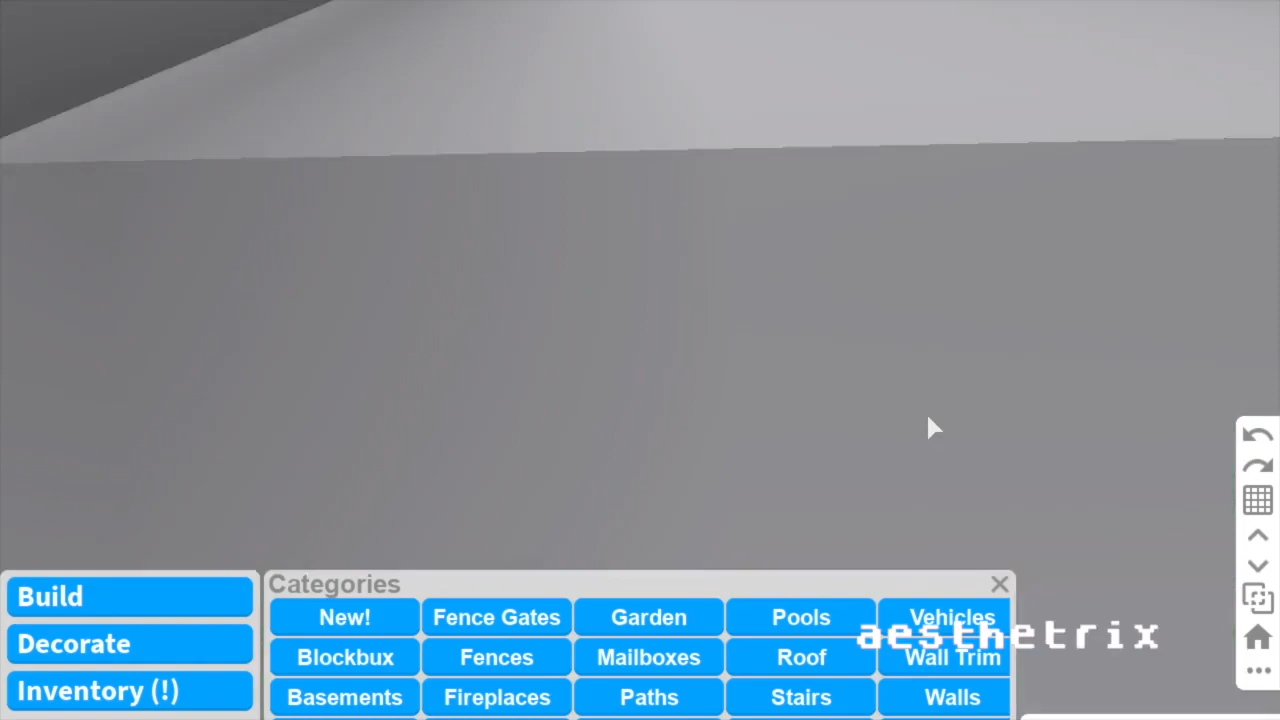 Build
Decorate
Inventory (!)
Categories
New! Fence Gates Garden Pools Vehicles
Blockbux Fences Mailboxes Roof Wall Trim
Basements Fireplaces Paths Stairs Walls
aesthetrix